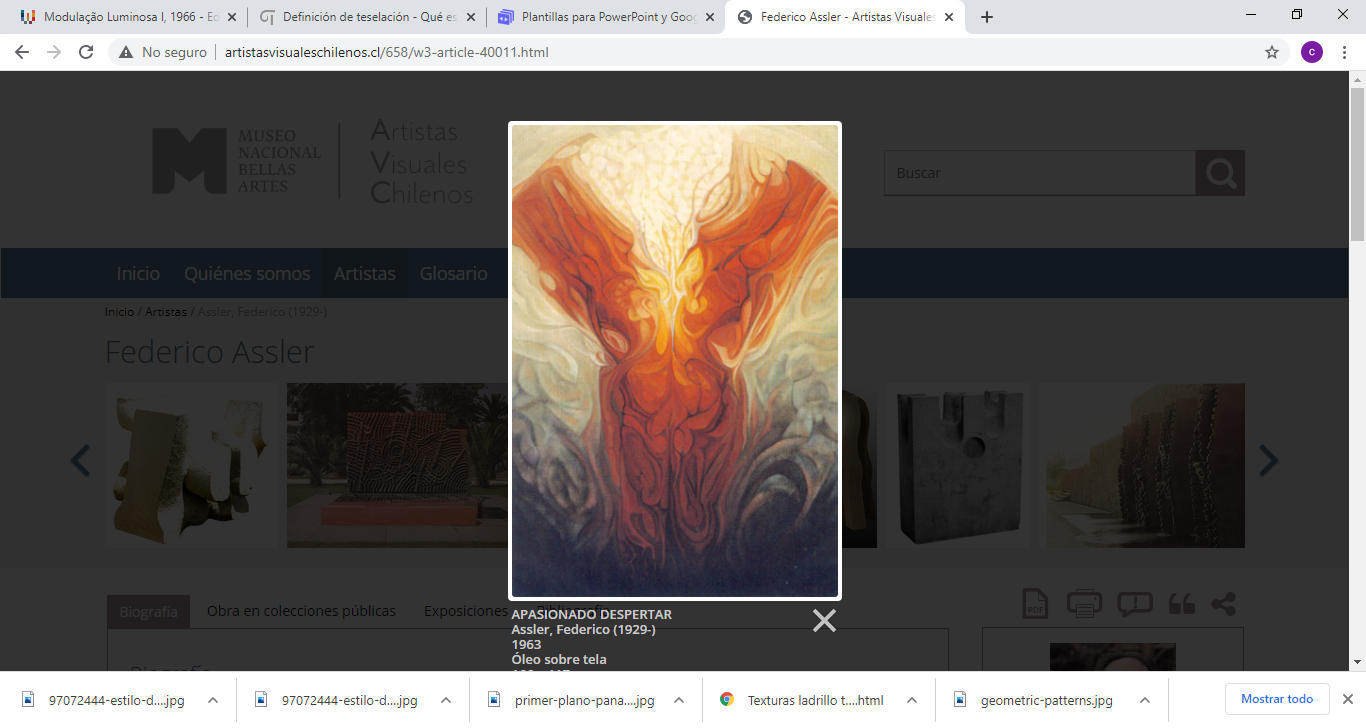 Modulação Luminosa I, 1966 - Ed
Definición de teselación - Qué es
Plantillas para PowerPoint y Goog
Federico Assler - Artistas Visuales
No seguro
artistasvisualeschilenos.cl/658/w3-article-40011.html
c
MUSEO
NACIONAL
BELLAS
ARTES
Artistas
Visuales
Chilenos
Buscar
Inicio
Quiénes somos
Artistas
Glosario
Inicio / Artistas / Assler, Federico (1929-)
Federico Assler
Biografía
Obra en colecciones públicas
Exposiciones
PDF
APASIONADO DESPERTAR
Assler, Federico (1929-)
1963
Óleo sobre tela
Biografía
97072444-estilo-d....jpg
97072444-estilo-d....jpg
primer-plano-pana....jpg
Texturas ladrillo t....html
geometric-patterns.jpg
Mostrar todo